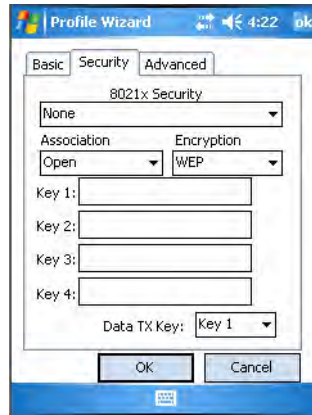 Profile Wizard 4:22 ok
Basic Security Advanced
8021x Security
None
Association Encryption
Open WEP
Key 1:
Key 2:
Key 3:
Key 4:
Data TX Key: Key 1
OK Cancel